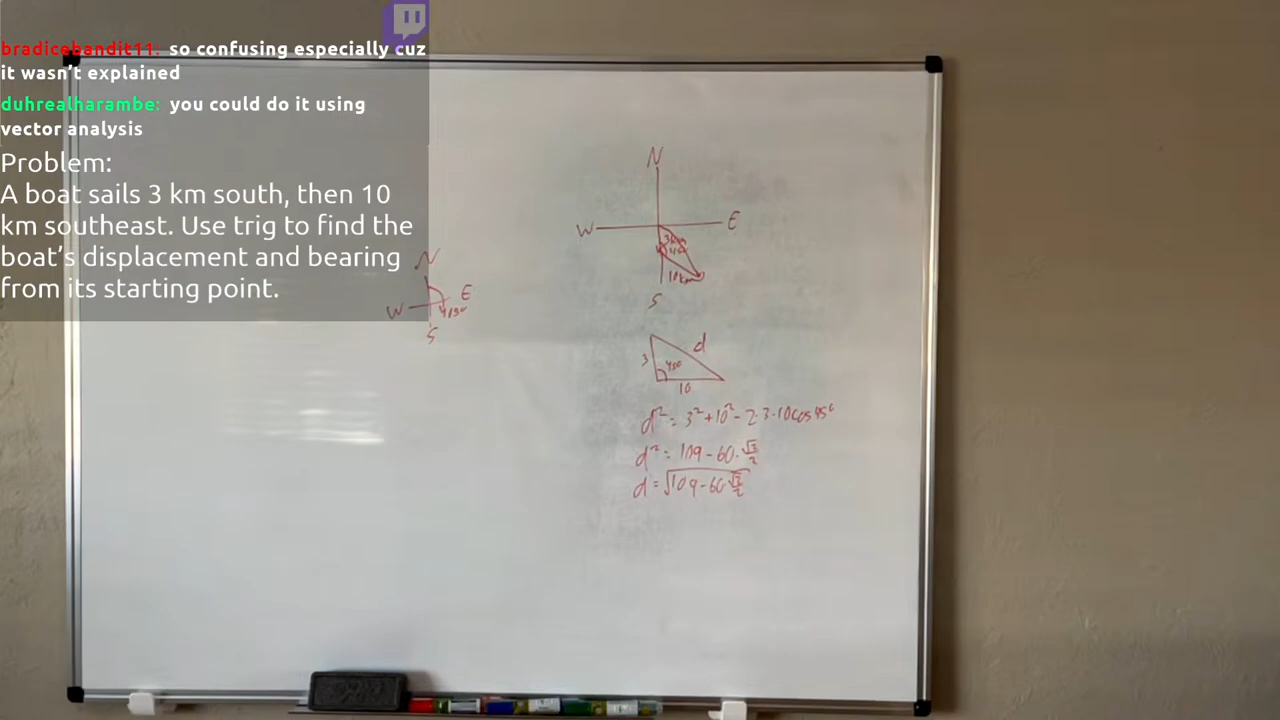 bradicebandit11: so confusing especially cuz
it wasn't explained
duhrealharambe: you could do it using
vector analysis
Problem:
A boat sails 3 km south, then 10
km southeast. Use trig to find the
boat's displacement and bearing
from its starting point.
N
W E
S
N
W E
10km
S
3 d
45°
10
d² = 3² + 10² - 2·3·10cos45°
d² = 109 - 60·√2/2
d = √109-60·√2/2